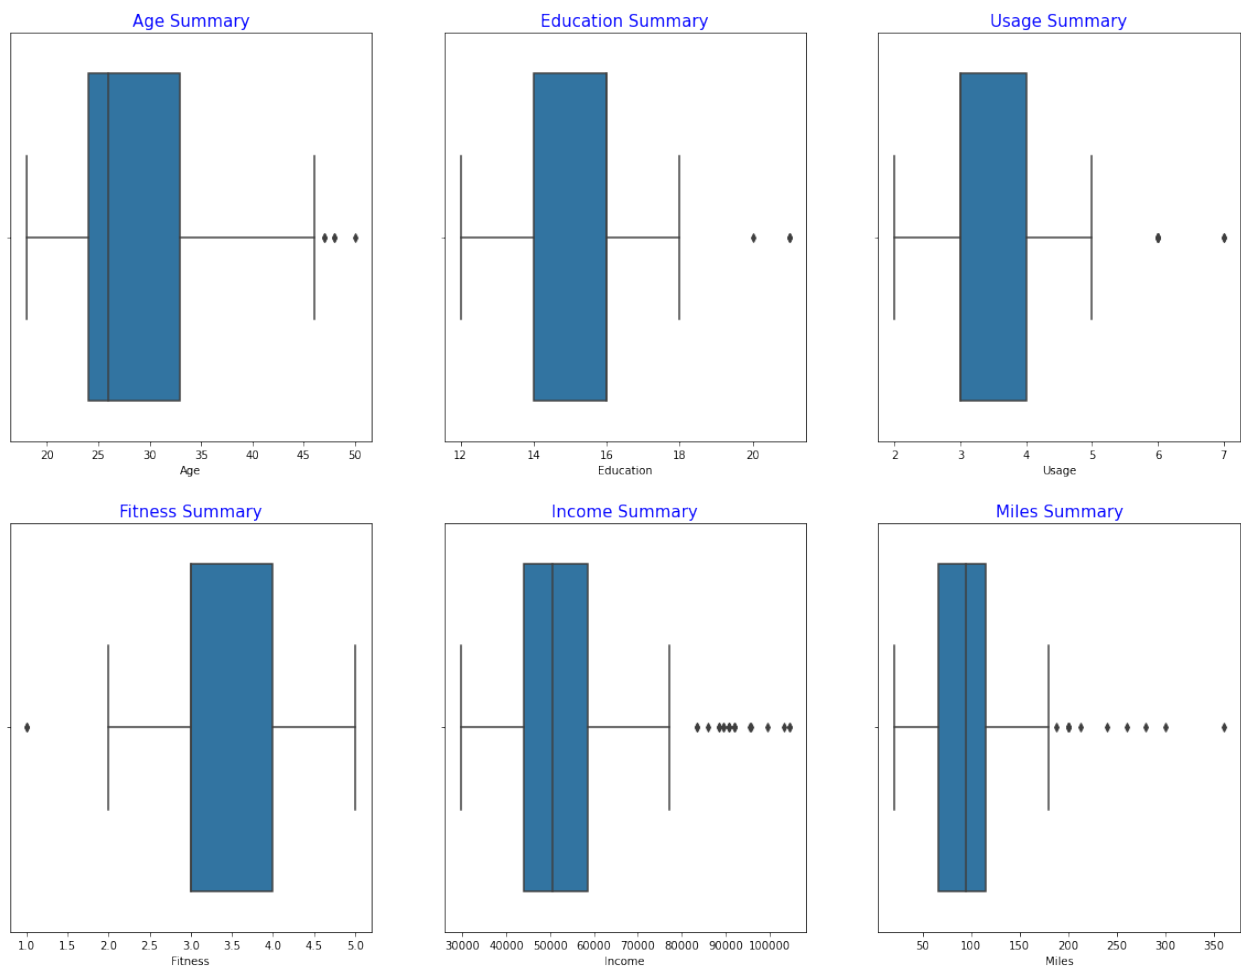 Age Summary
Education Summary
Usage Summary
20 25 30 35 40 45 50
12 14 16 18 20
2 3 4 5 6 7
Age
Education
Usage
Fitness Summary
Income Summary
Miles Summary
1.0 1.5 2.0 2.5 3.0 3.5 4.0 4.5 5.0
30000 40000 50000 60000 70000 80000 90000 100000
50 100 150 200 250 300 350
Fitness
Income
Miles